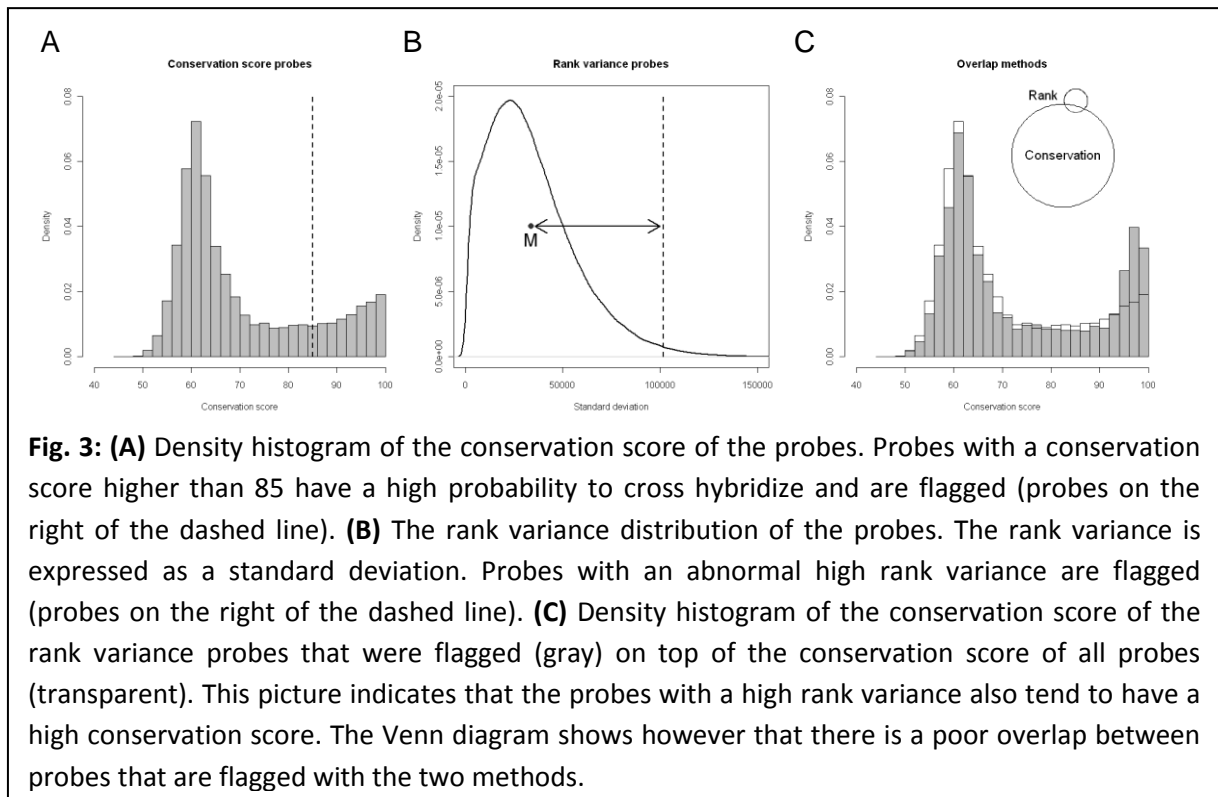 A
B
C
Conservation score probes
Rank variance probes
Overlap methods
0.08
0.06
0.04
0.02
0.00
Density
40
50
60
70
80
90
100
Conservation score
2.0e-05
1.5e-05
1.0e-05
5.0e-06
0.0e+00
Density
M
0
50000
100000
150000
Standard deviation
0.08
0.06
0.04
0.02
0.00
Density
Rank
Conservation
40
50
60
70
80
90
100
Conservation score
Fig. 3: (A) Density histogram of the conservation score of the probes. Probes with a conservation
score higher than 85 have a high probability to cross hybridize and are flagged (probes on the
right of the dashed line). (B) The rank variance distribution of the probes. The rank variance is
expressed as a standard deviation. Probes with an abnormal high rank variance are flagged
(probes on the right of the dashed line). (C) Density histogram of the conservation score of the
rank variance probes that were flagged (gray) on top of the conservation score of all probes
(transparent). This picture indicates that the probes with a high rank variance also tend to have a
high conservation score. The Venn diagram shows however that there is a poor overlap between
probes that are flagged with the two methods.